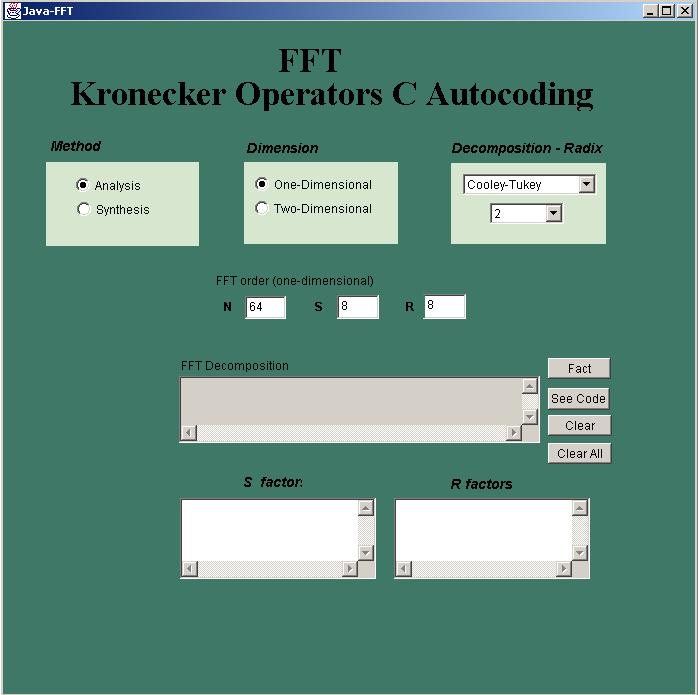 Java-FFT
FFT
Kronecker Operators C Autocoding
Method
Dimension
Decomposition - Radix
Analysis
Synthesis
One-Dimensional
Two-Dimensional
Cooley-Tukey
2
FFT order (one-dimensional)
N 64 S 8 R 8
FFT Decomposition
Fact
See Code
Clear
Clear All
S factor:
R factors